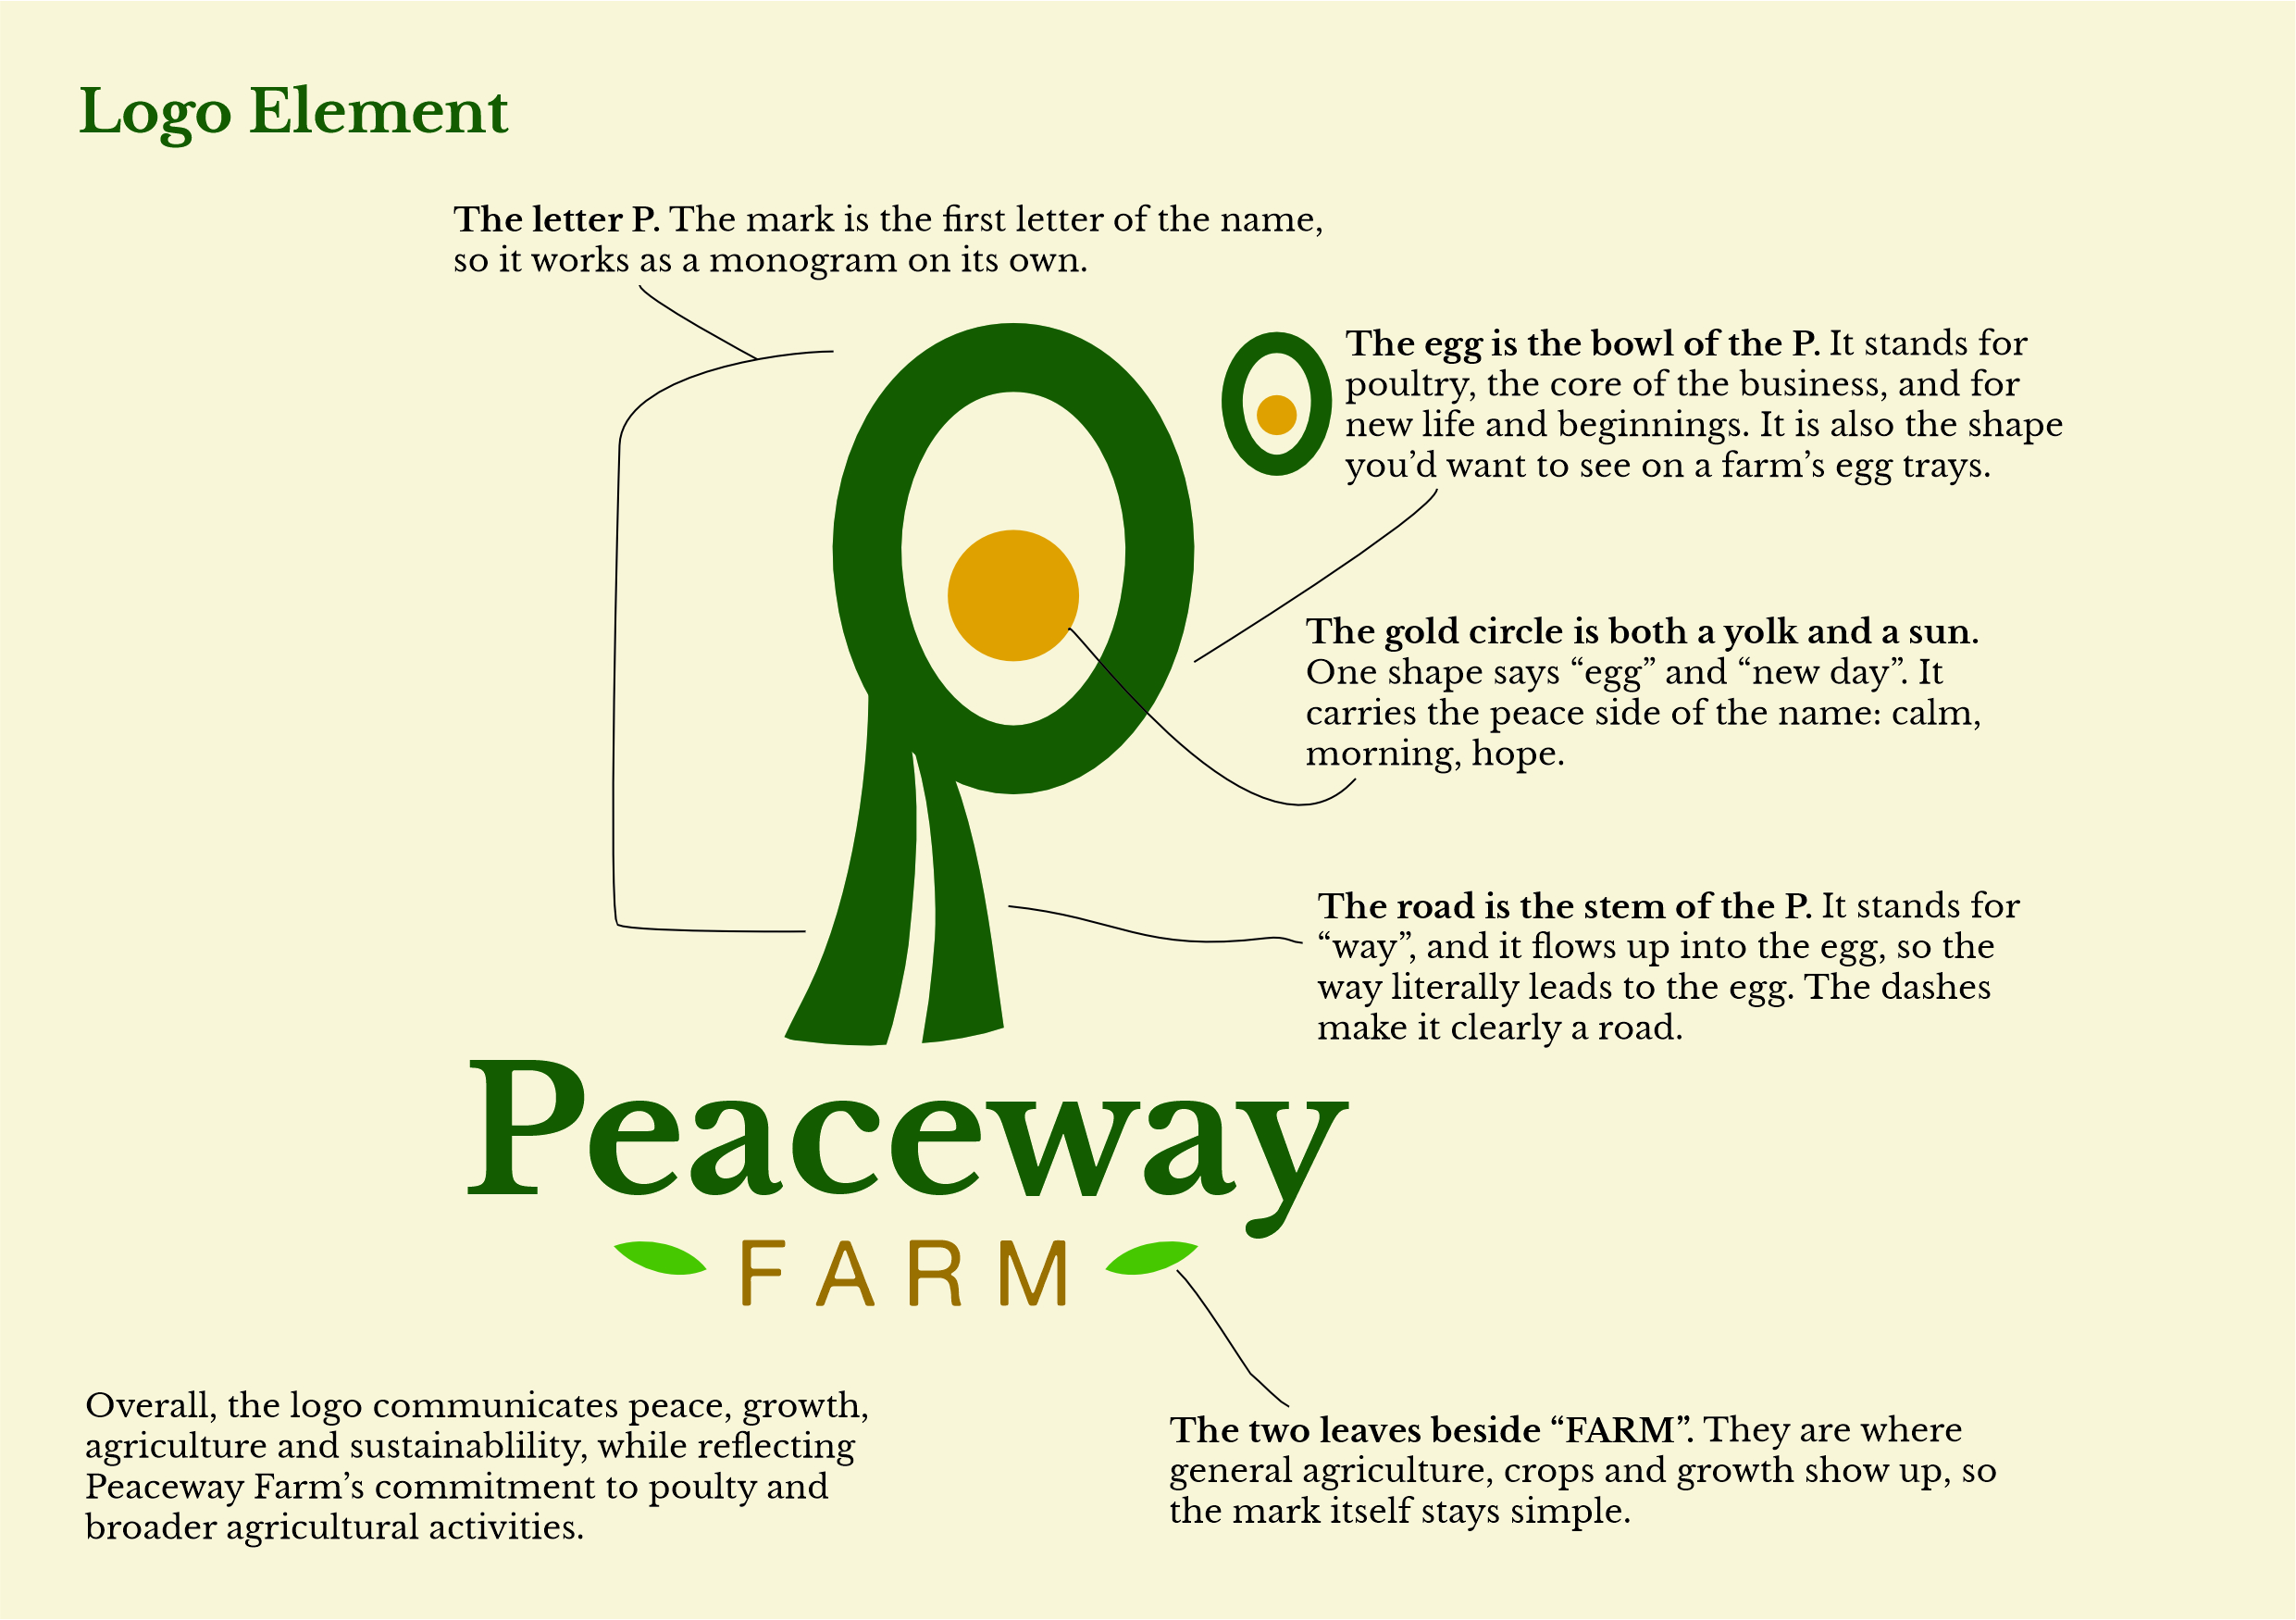 Logo Element
The letter P. The mark is the first letter of the name,
so it works as a monogram on its own.
The egg is the bowl of the P. It stands for
poultry, the core of the business, and for
new life and beginnings. It is also the shape
you’d want to see on a farm’s egg trays.
The gold circle is both a yolk and a sun.
One shape says “egg” and “new day”. It
carries the peace side of the name: calm,
morning, hope.
The road is the stem of the P. It stands for
“way”, and it flows up into the egg, so the
way literally leads to the egg. The dashes
make it clearly a road.
Peaceway
FARM
Overall, the logo communicates peace, growth,
agriculture and sustainablility, while reflecting
Peaceway Farm’s commitment to poulty and
broader agricultural activities.
The two leaves beside “FARM”. They are where
general agriculture, crops and growth show up, so
the mark itself stays simple.